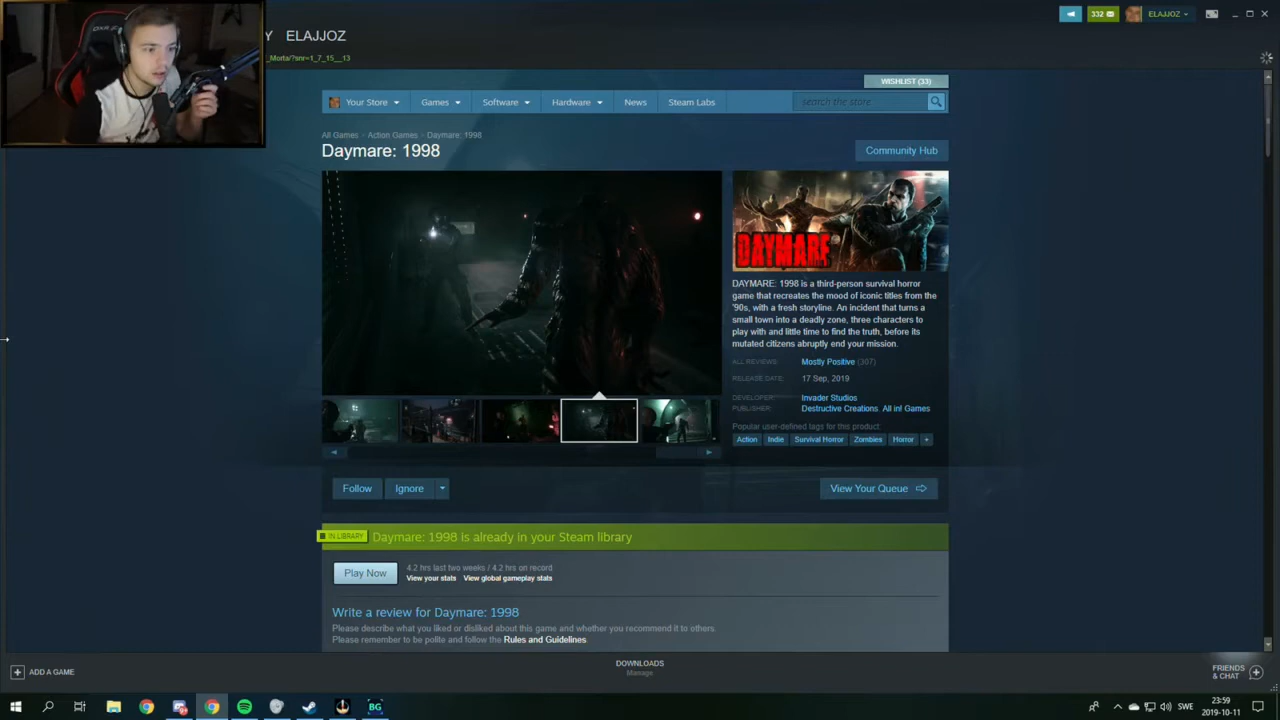 332
ELAJJOZ
Y ELAJJOZ
_Morta/?snr=1_7_15__13
WISHLIST (33)
Your Store
Games
Software
Hardware
News
Steam Labs
search the store
All Games › Action Games › Daymare: 1998
Daymare: 1998
Community Hub
DAYMARE
DAYMARE: 1998 is a third-person survival horror
game that recreates the mood of iconic titles from the
'90s, with a fresh storyline. An incident that turns a
small town into a deadly zone, three characters to
play with and little time to find the truth, before its
mutated citizens abruptly end your mission.
ALL REVIEWS: Mostly Positive (307)
RELEASE DATE: 17 Sep, 2019
DEVELOPER: Invader Studios
PUBLISHER: Destructive Creations, All in! Games
Popular user-defined tags for this product:
Action Indie Survival Horror Zombies Horror +
Follow
Ignore
View Your Queue
IN LIBRARY
Daymare: 1998 is already in your Steam library
Play Now
4.2 hrs last two weeks / 4.2 hrs on record
View your stats View global gameplay stats
Write a review for Daymare: 1998
Please describe what you liked or disliked about this game and whether you recommend it to others.
Please remember to be polite and follow the Rules and Guidelines.
ADD A GAME
DOWNLOADS
Manage
FRIENDS
& CHAT
BG
SWE
23:59
2019-10-11